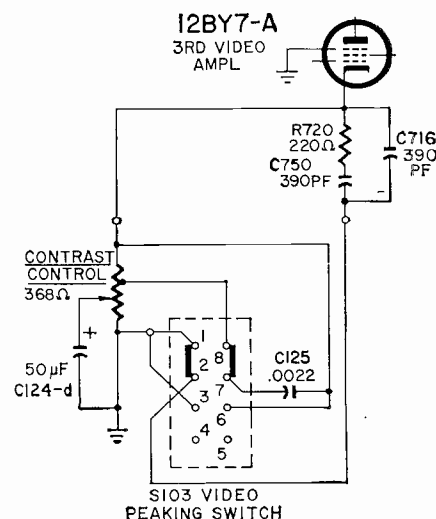 12BY7-A
3RD VIDEO
AMPL
R720
220Ω
C750
390PF
C716
390
PF
-
CONTRAST
CONTROL
368Ω
+
50µF
C124-d
1
8
2
7
3
6
4
5
C125
.0022
S103 VIDEO
PEAKING SWITCH